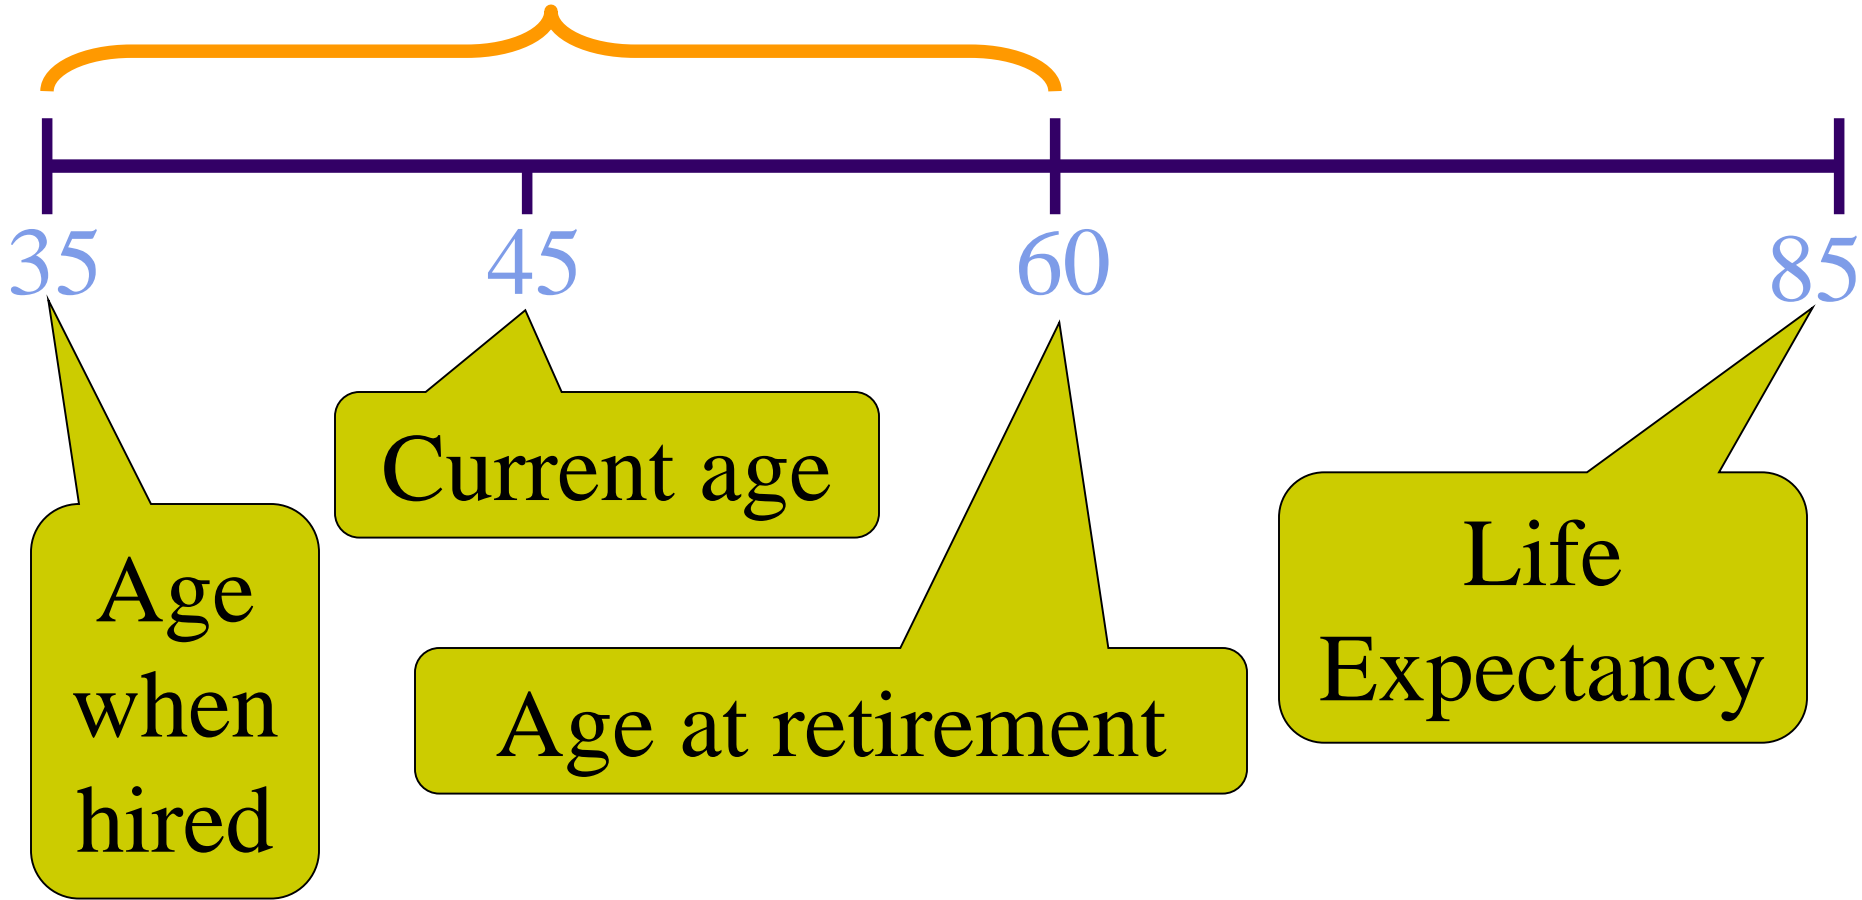 35 45 60 85
Current age
Age
when
hired
Age at retirement
Life
Expectancy